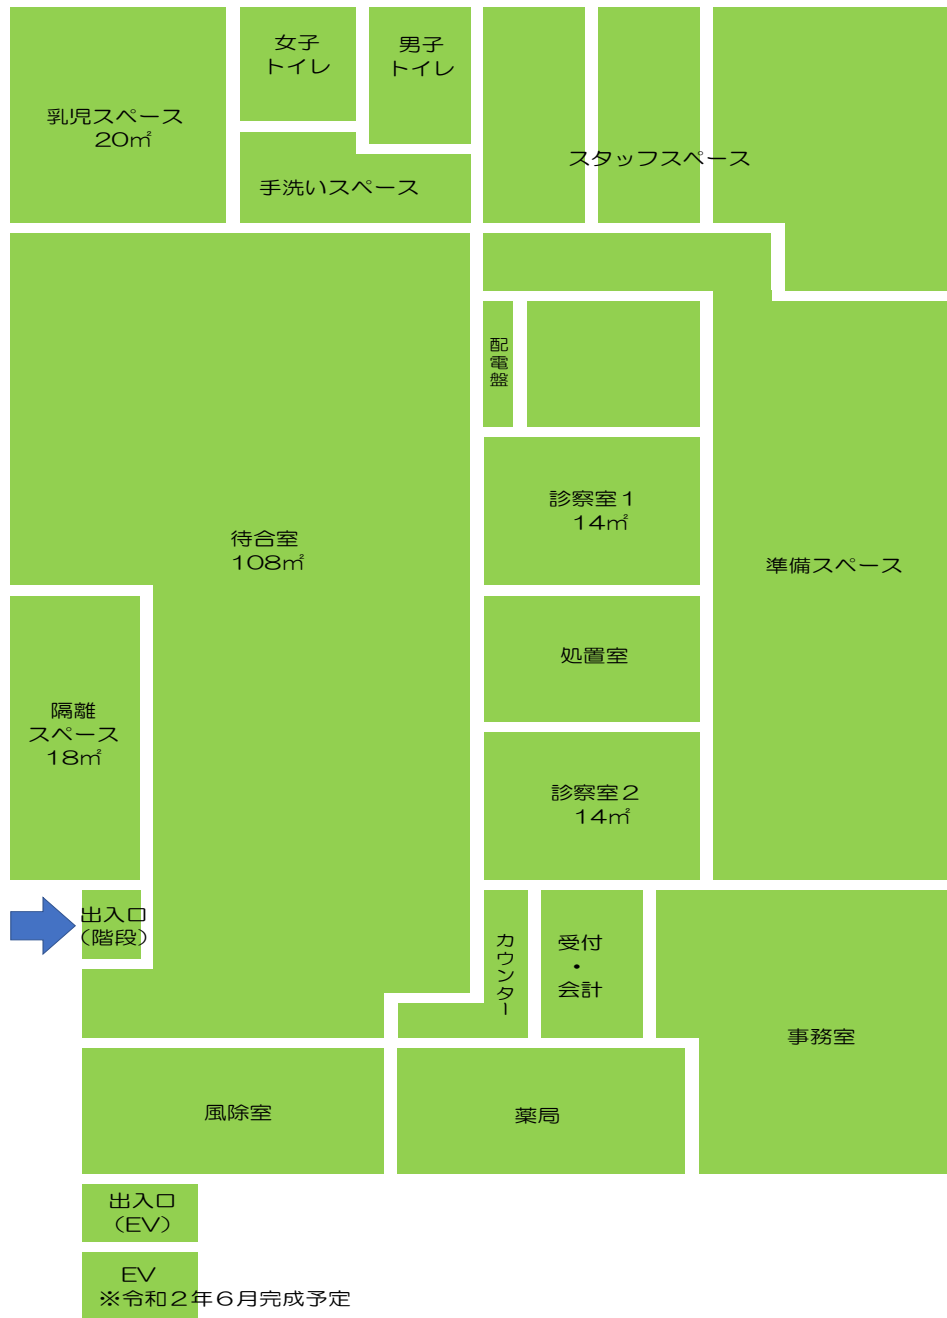 女子
トイレ
男子
トイレ
乳児スペース
20㎡
手洗いスペース
スタッフスペース
配電盤
診察室１
14㎡
待合室
108㎡
準備スペース
処置室
隔離
スペース
18㎡
診察室２
14㎡
出入口
（階段）
カウンター
受付
・
会計
事務室
風除室
薬局
出入口
（EV）
EV
※令和２年６月完成予定